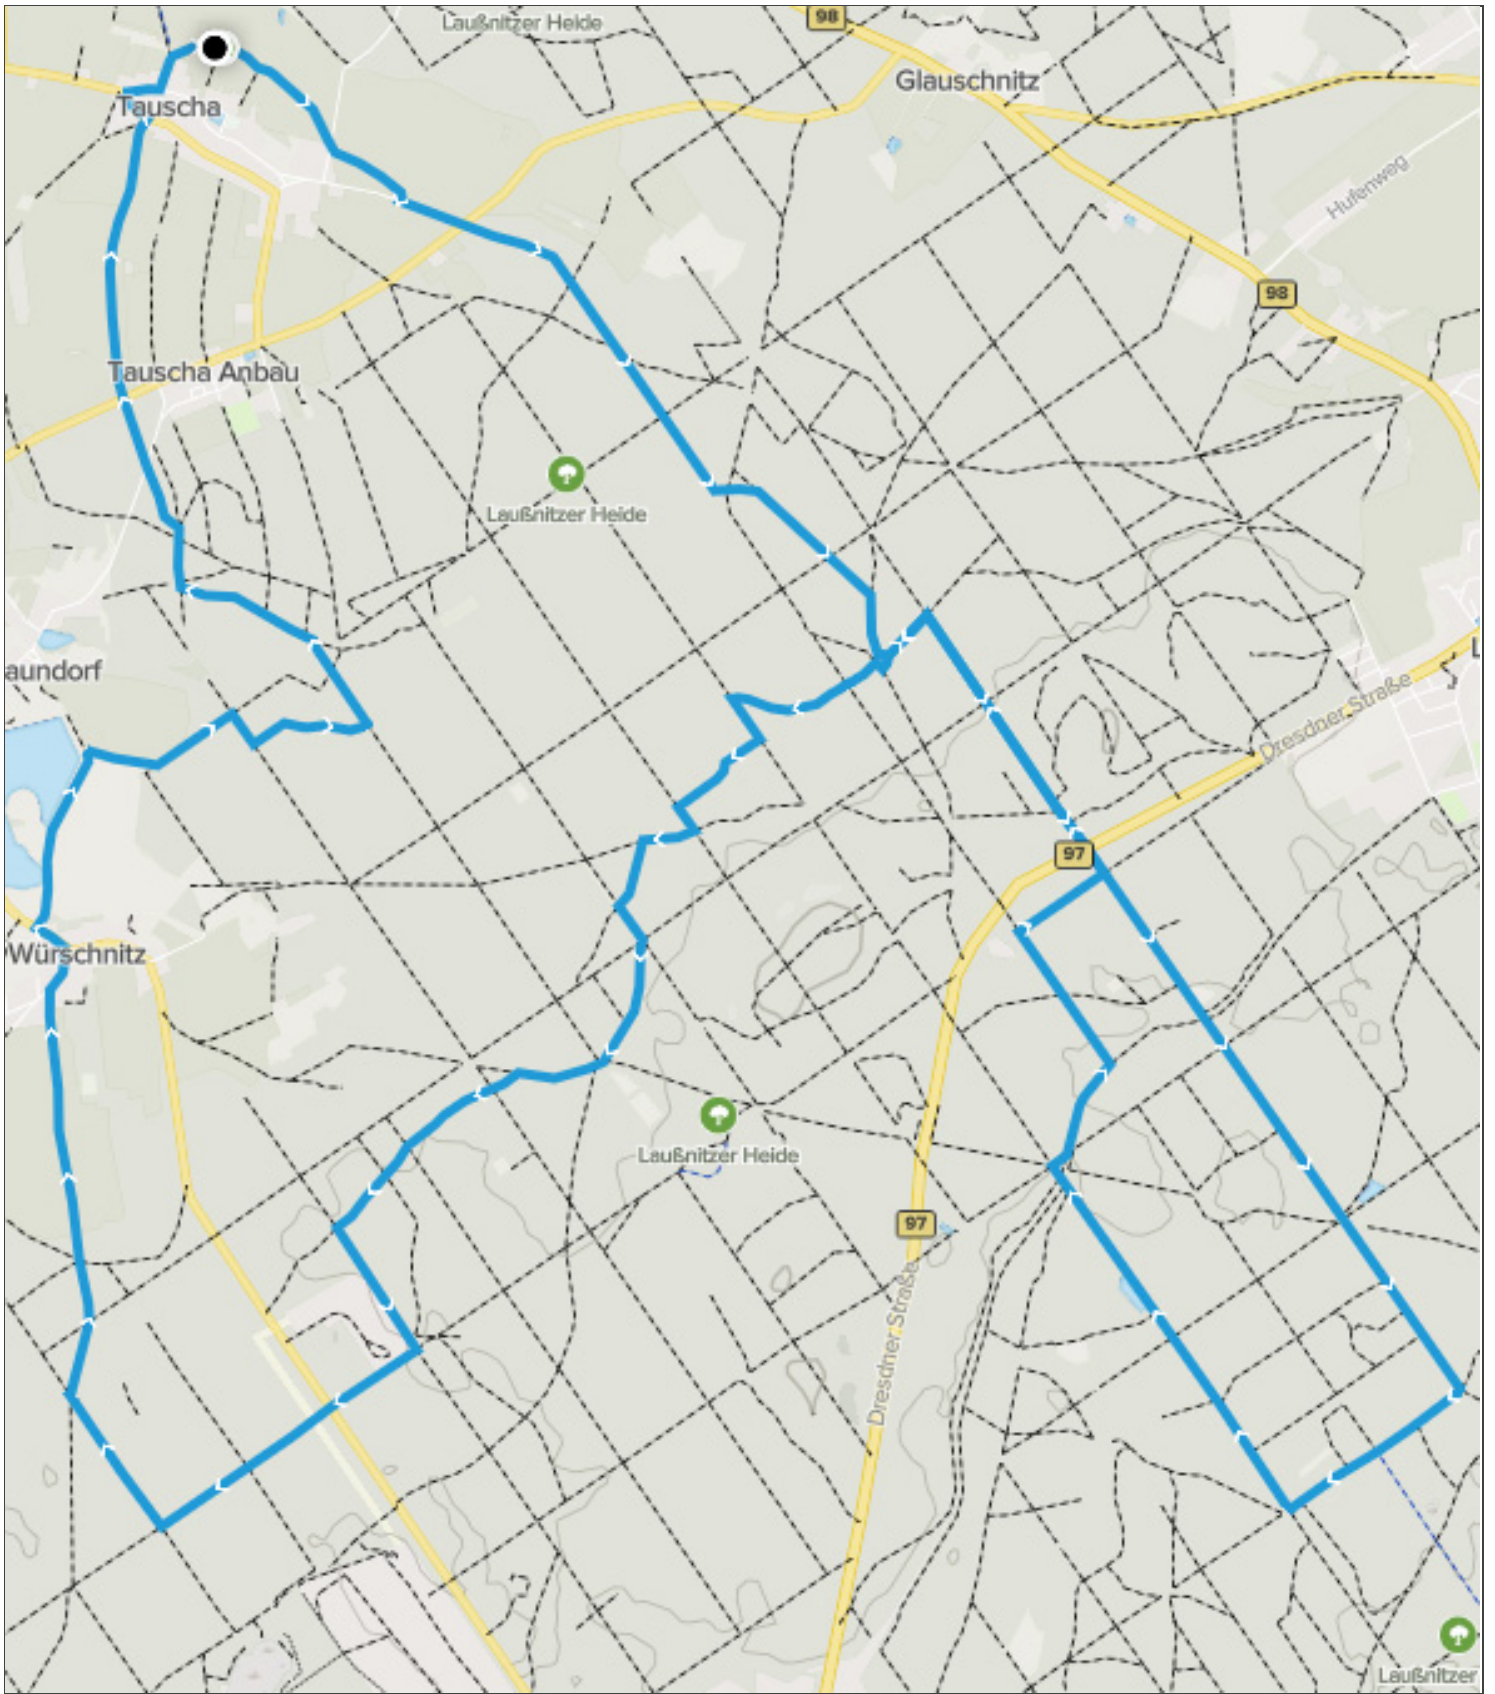 Laußnitzer Heide
98
Glauschnitz
Tauscha
Hufenweg
98
Tauscha Anbau
Laußnitzer Heide
aundorf
L
Dresdner Straße
97
Würschnitz
Laußnitzer Heide
97
Dresdner Straße
Laußnitzer